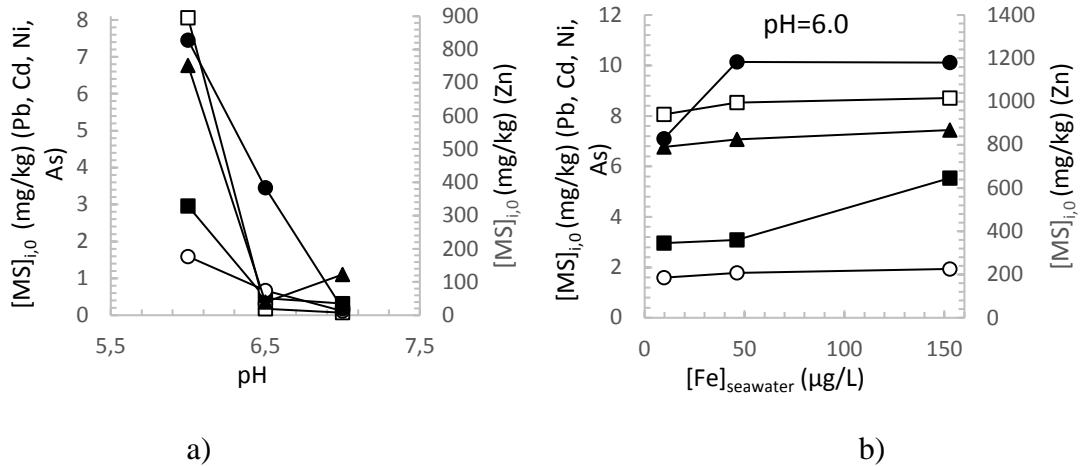 [MS]i,0 (mg/kg) (Pb, Cd, Ni,
As)
8
7
6
5
4
3
2
1
0
900
800
700
600
500
400
300
200
100
0
[MS]i,0 (mg/kg) (Zn)
5,5 6,5 7,5
pH
a)
pH=6.0
[MS]i,0 (mg/kg) (Pb, Cd, Ni,
As)
12
10
8
6
4
2
0
1400
1200
1000
800
600
400
200
0
[MS]i,0 (mg/kg) (Zn)
0 50 100 150
[Fe]seawater (µg/L)
b)